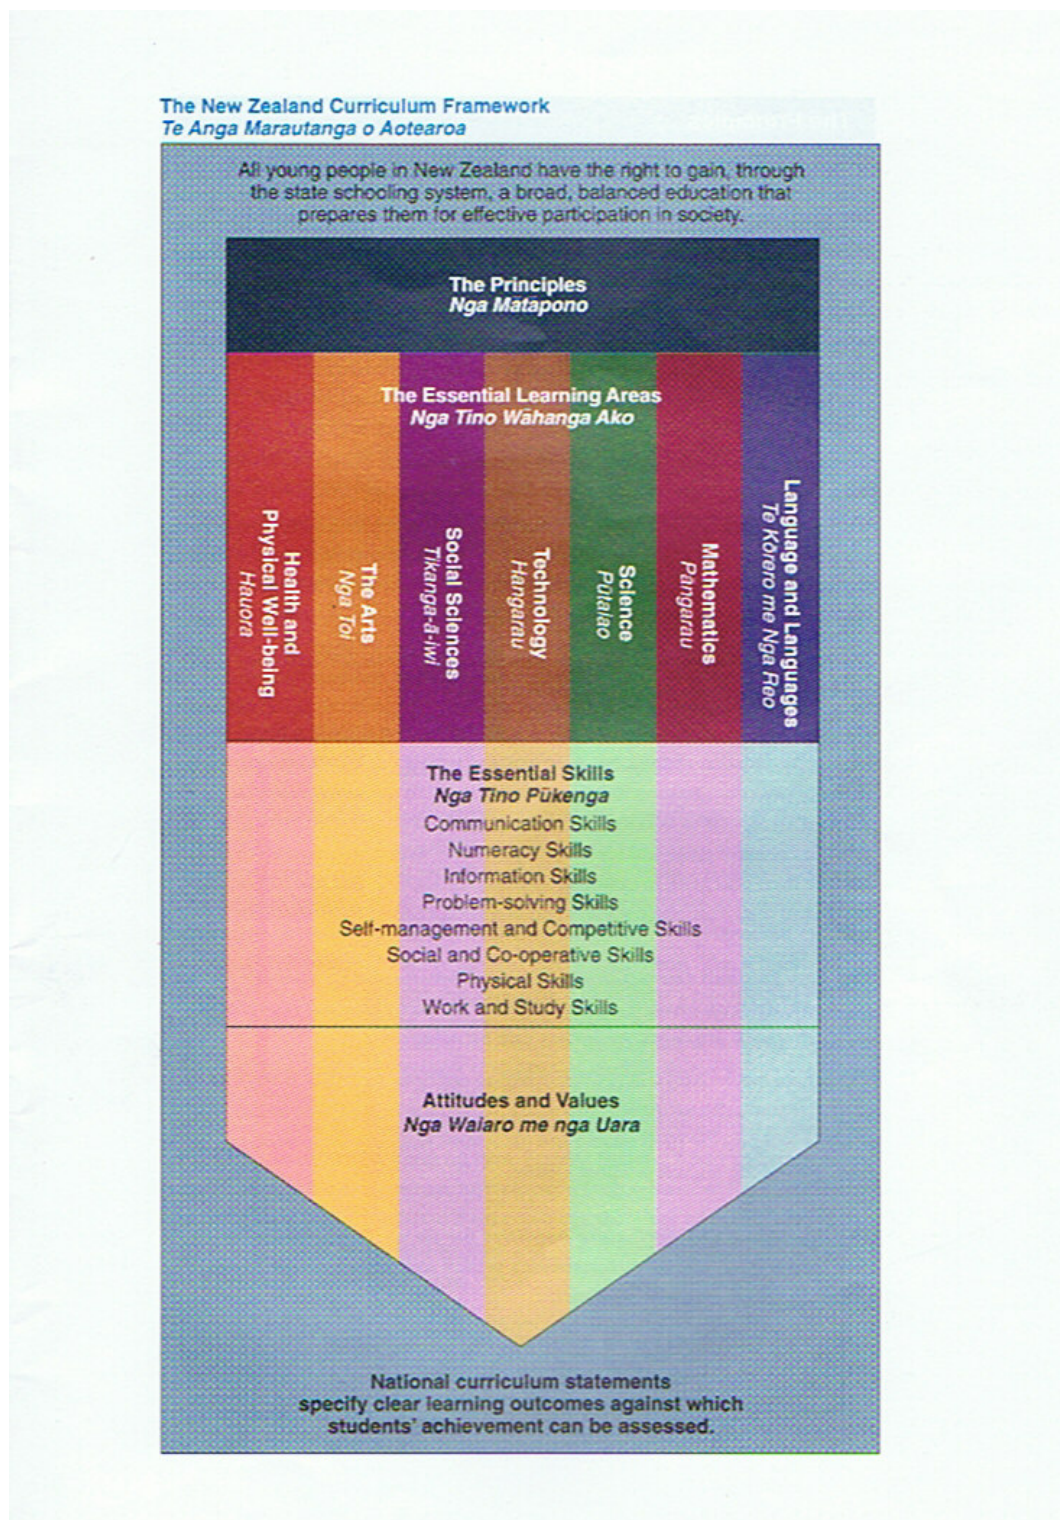 The New Zealand Curriculum Framework
Te Anga Marautanga o Aotearoa
All young people in New Zealand have the right to gain, through
the state schooling system, a broad, balanced education that
prepares them for effective participation in society.
The Principles
Nga Mātāpono
The Essential Learning Areas
Nga Tino Wāhanga Ako
Health and
Physical Well-being
Hauora
The Arts
Nga Toi
Social Sciences
Tikanga-ā-iwi
Technology
Hangarau
Science
Pūtaiao
Mathematics
Pangarau
Language and Languages
Te Kōrero me Nga Reo
The Essential Skills
Nga Tino Pūkenga
Communication Skills
Numeracy Skills
Information Skills
Problem-solving Skills
Self-management and Competitive Skills
Social and Co-operative Skills
Physical Skills
Work and Study Skills
Attitudes and Values
Nga Waiaro me nga Uara
National curriculum statements
specify clear learning outcomes against which
students' achievement can be assessed.